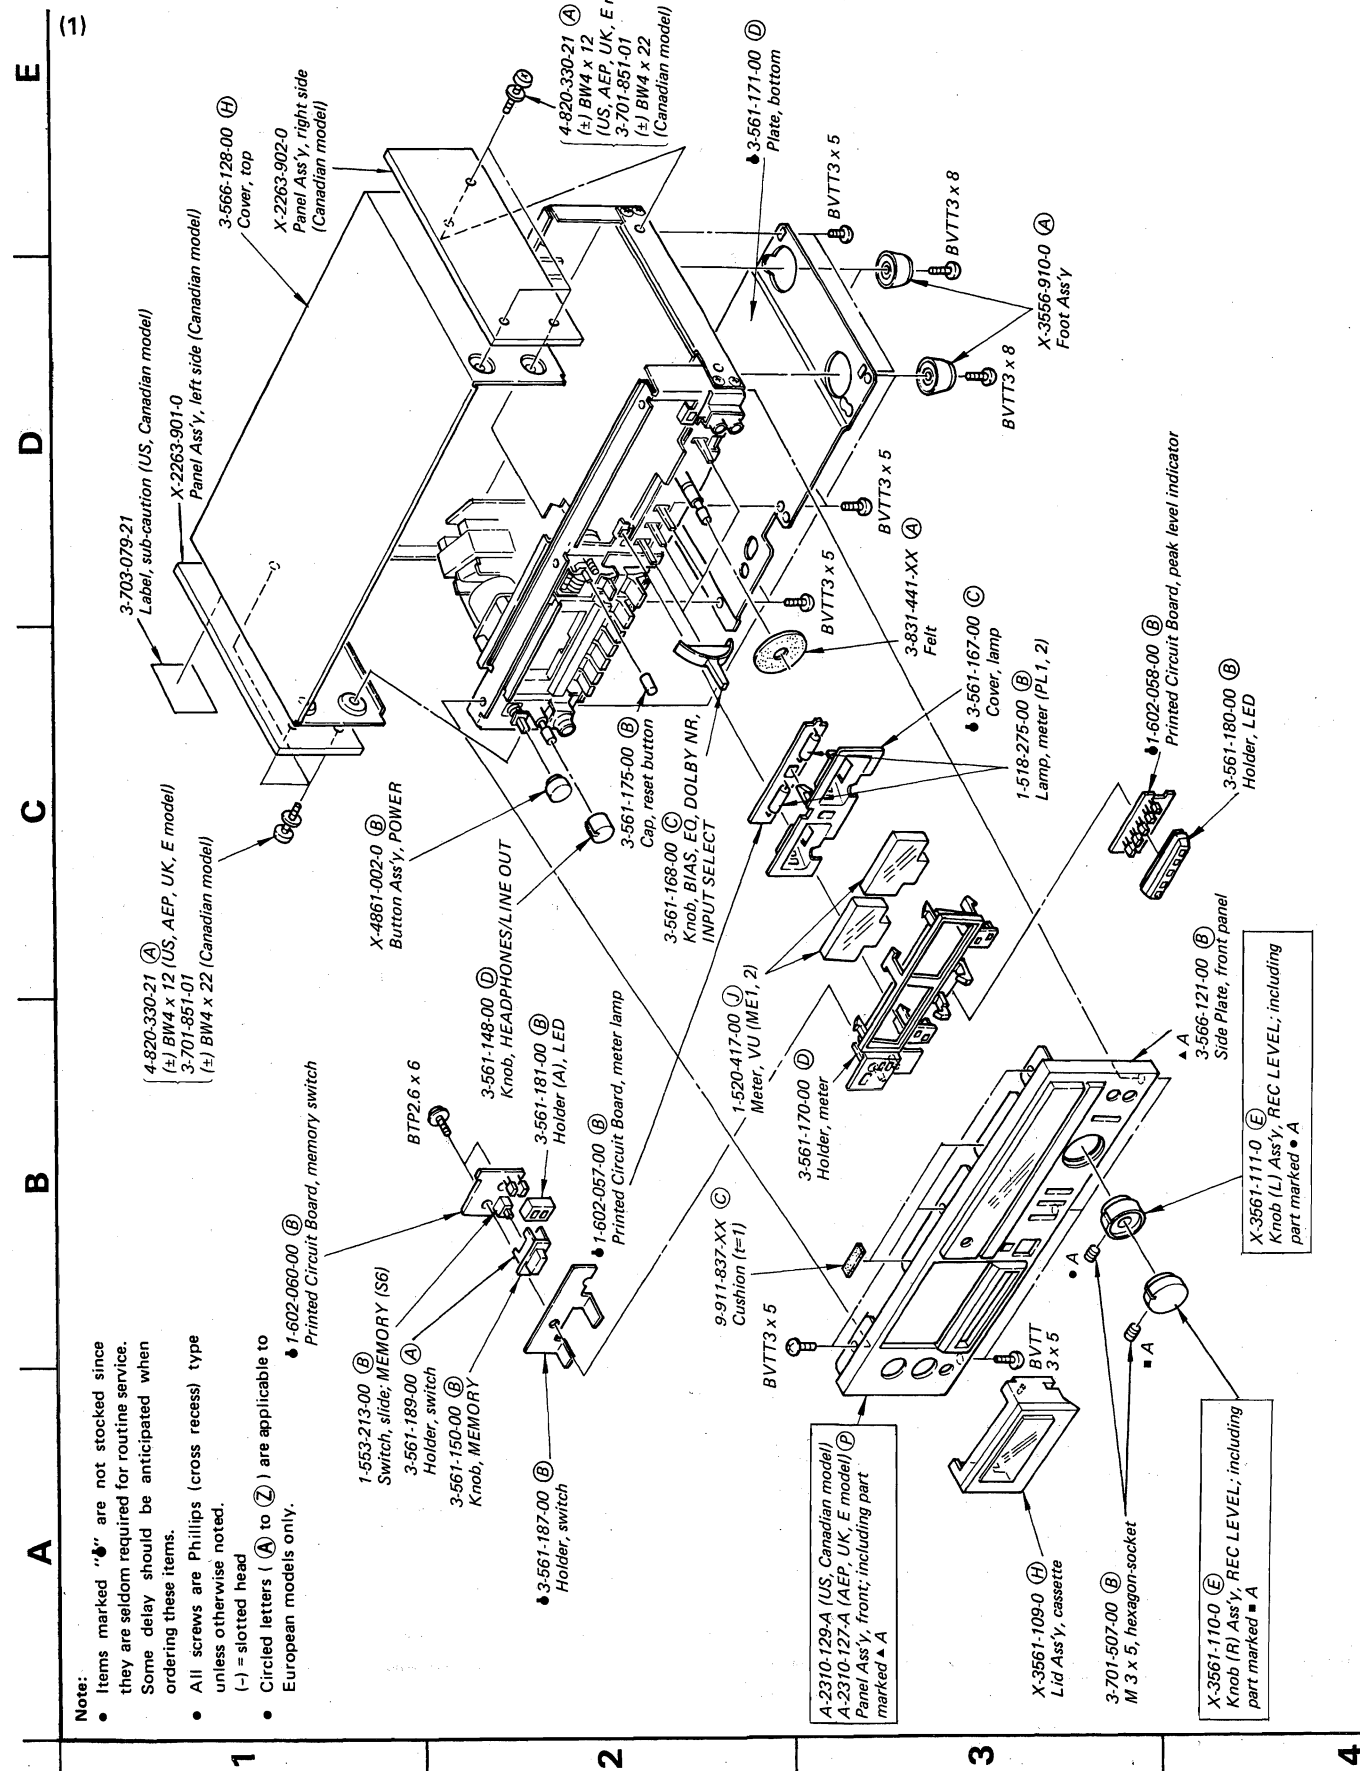 (1)
E
D
C
B
A
1
2
3
4
Note:
• Items marked "●" are not stocked since
they are seldom required for routine service.
Some delay should be anticipated when
ordering these items.
• All screws are Phillips (cross recess) type
unless otherwise noted.
(−) = slotted head
• Circled letters (Ⓐ to Ⓩ) are applicable to
European models only.
4-820-330-21 Ⓐ
(±) BW4 x 12 (US, AEP, UK, E model)
3-701-851-01
(±) BW4 x 22 (Canadian model)
3-703-079-21
Label, sub-caution (US, Canadian model)
X-2263-901-0
Panel Ass'y, left side (Canadian model)
3-566-128-00 Ⓗ
Cover, top
X-2263-902-0
Panel Ass'y, right side
(Canadian model)
4-820-330-21 Ⓐ
(±) BW4 x 12
(US, AEP, UK, E
3-701-851-01
(±) BW4 x 22
(Canadian model)
●3-561-171-00 Ⓓ
Plate, bottom
BVTT3 x 5
BVTT3 x 8
X-3556-910-0 Ⓐ
Foot Ass'y
BVTT3 x 8
BVTT3 x 5
BVTT3 x 5
3-831-441-XX Ⓐ
Felt
●3-561-167-00 Ⓒ
Cover, lamp
1-518-275-00 Ⓑ
Lamp, meter (PL1, 2)
●1-602-058-00 Ⓑ
Printed Circuit Board, peak level indicator
3-561-180-00 Ⓑ
Holder, LED
X-4861-002-0 Ⓑ
Button Ass'y, POWER
3-561-148-00 Ⓓ
Knob, HEADPHONES/LINE OUT
3-561-175-00 Ⓑ
Cap, reset button
3-561-168-00 Ⓒ
Knob, BIAS, EQ, DOLBY NR,
INPUT SELECT
●1-602-060-00 Ⓑ
Printed Circuit Board, memory switch
BTP2.6 x 6
3-561-181-00 Ⓑ
Holder (A), LED
●1-602-057-00 Ⓑ
Printed Circuit Board, meter lamp
1-520-417-00 Ⓙ
Meter, VU (ME1, 2)
3-561-170-00 Ⓓ
Holder, meter
1-553-213-00 Ⓑ
Switch, slide; MEMORY (S6)
3-561-189-00 Ⓐ
Holder, switch
3-561-150-00 Ⓑ
Knob, MEMORY
●3-561-187-00 Ⓑ
Holder, switch
9-911-837-XX Ⓒ
Cushion (t=1)
BVTT3 x 5
BVTT
3 x 5
▲ A
3-566-121-00 Ⓑ
Side Plate, front panel
X-3561-111-0 Ⓔ
Knob (L) Ass'y, REC LEVEL; including
part marked ● A
● A
■ A
A-2310-129-A (US, Canadian model)
A-2310-127-A (AEP, UK, E model) Ⓟ
Panel Ass'y, front; including part
marked ▲ A
X-3561-109-0 Ⓗ
Lid Ass'y, cassette
3-701-507-00 Ⓑ
M 3 x 5, hexagon-socket
X-3561-110-0 Ⓔ
Knob (R) Ass'y, REC LEVEL; including
part marked ■ A